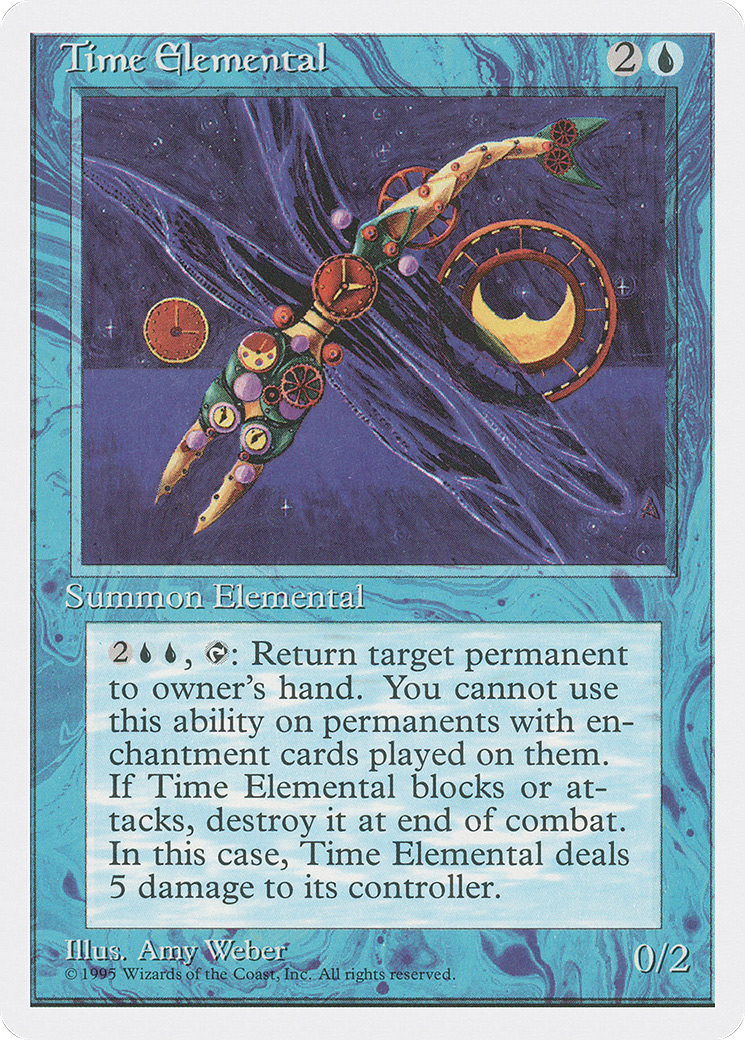 Time Elemental 2
Summon Elemental
2, : Return target permanent
to owner's hand. You cannot use
this ability on permanents with en-
chantment cards played on them.
If Time Elemental blocks or at-
tacks, destroy it at end of combat.
In this case, Time Elemental deals
5 damage to its controller.
Illus. Amy Weber
0/2
© 1995 Wizards of the Coast, Inc. All rights reserved.